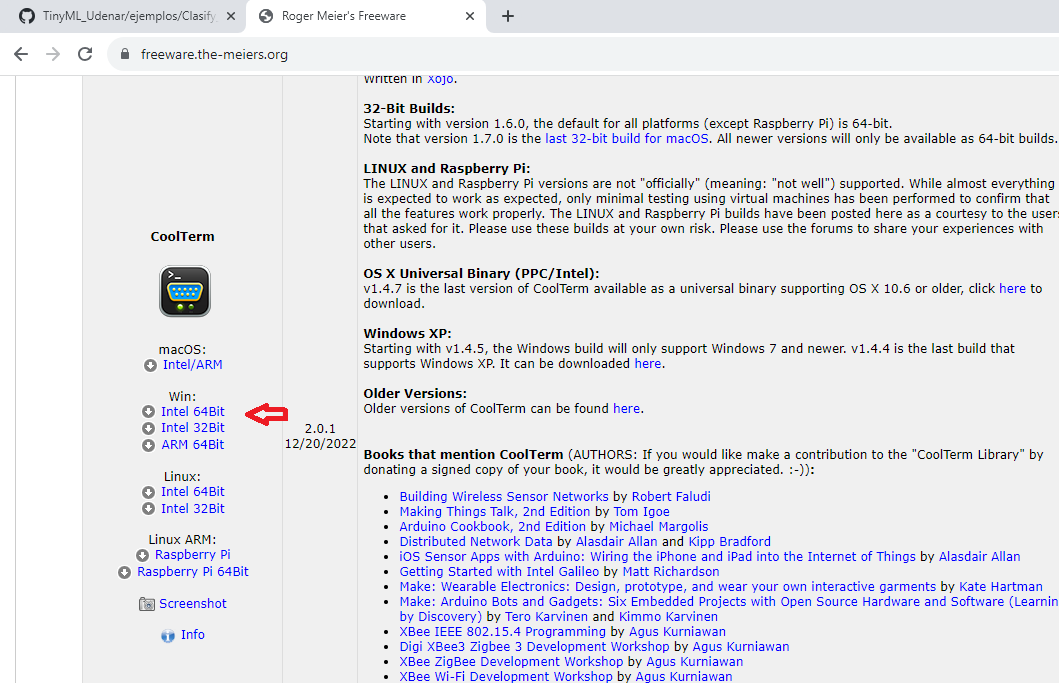 TinyML_Udenar/ejemplos/Clasify
Roger Meier's Freeware
freeware.the-meiers.org
CoolTerm
macOS:
Intel/ARM
Win:
Intel 64Bit
Intel 32Bit
ARM 64Bit
Linux:
Intel 64Bit
Intel 32Bit
Linux ARM:
Raspberry Pi
Raspberry Pi 64Bit
Screenshot
Info
2.0.1
12/20/2022
Written in Xojo.
32-Bit Builds:
Starting with version 1.6.0, the default for all platforms (except Raspberry Pi) is 64-bit.
Note that version 1.7.0 is the last 32-bit build for macOS. All newer versions will only be available as 64-bit builds.
LINUX and Raspberry Pi:
The LINUX and Raspberry Pi versions are not "officially" (meaning: "not well") supported. While almost everything
is expected to work as expected, only minimal testing using virtual machines has been performed to confirm that
all the features work properly. The LINUX and Raspberry Pi builds have been posted here as a courtesy to the users
that asked for it. Please use these builds at your own risk. Please use the forums to share your experiences with
other users.
OS X Universal Binary (PPC/Intel):
v1.4.7 is the last version of CoolTerm available as a universal binary supporting OS X 10.6 or older, click here to
download.
Windows XP:
Starting with v1.4.5, the Windows build will only support Windows 7 and newer. v1.4.4 is the last build that
supports Windows XP. It can be downloaded here.
Older Versions:
Older versions of CoolTerm can be found here.
Books that mention CoolTerm (AUTHORS: If you would like make a contribution to the "CoolTerm Library" by
donating a signed copy of your book, it would be greatly appreciated. :-)):
Building Wireless Sensor Networks by Robert Faludi
Making Things Talk, 2nd Edition by Tom Igoe
Arduino Cookbook, 2nd Edition by Michael Margolis
Distributed Network Data by Alasdair Allan and Kipp Bradford
iOS Sensor Apps with Arduino: Wiring the iPhone and iPad into the Internet of Things by Alasdair Allan
Getting Started with Intel Galileo by Matt Richardson
Make: Wearable Electronics: Design, prototype, and wear your own interactive garments by Kate Hartman
Make: Arduino Bots and Gadgets: Six Embedded Projects with Open Source Hardware and Software (Learnin
by Discovery) by Tero Karvinen and Kimmo Karvinen
XBee IEEE 802.15.4 Programming by Agus Kurniawan
Digi XBee3 Zigbee 3 Development Workshop by Agus Kurniawan
XBee ZigBee Development Workshop by Agus Kurniawan
XBee Wi-Fi Development Workshop by Agus Kurniawan